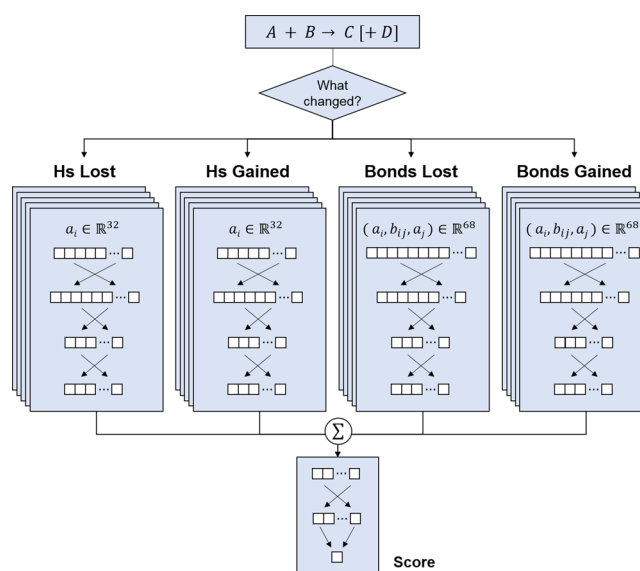 A + B → C [+ D]
What
changed?
Hs Lost
Hs Gained
Bonds Lost
Bonds Gained
a_i ∈ ℝ^32
a_i ∈ ℝ^32
( a_i, b_ij, a_j) ∈ ℝ^68
( a_i, b_ij, a_j) ∈ ℝ^68
Σ
Score